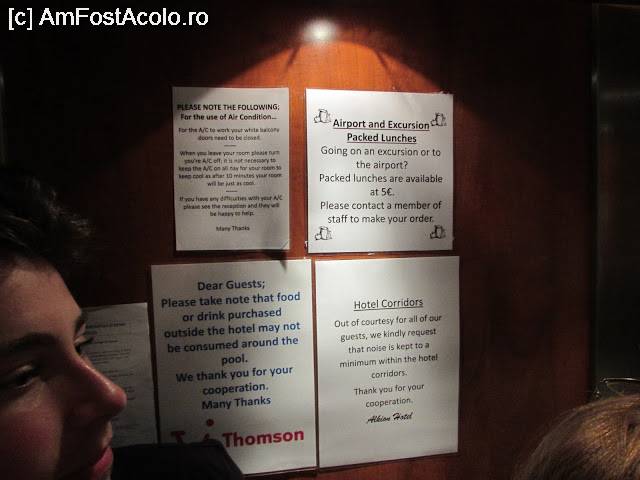 [c] AmFostAcolo.ro
PLEASE NOTE THE FOLLOWING;
For the use of Air Condition...
For the A/C to work your white balcony
doors need to be closed.
When you leave your room please turn
you're A/C off; it is not necessary to
keep the A/C on all nay for your room to
keep cool as after 10 minutes your room
will be just as cool.
If you have any difficulties with your A/C
please see the reception and they will
be happy to help.
Many Thanks
Airport and Excursion
Packed Lunches
Going on an excursion or to
the airport?
Packed lunches are available
at 5€.
Please contact a member of
staff to make your order.
Dear Guests;
Please take note that food
or drink purchased
outside the hotel may not
be consumed around the
pool.
We thank you for your
cooperation.
Many Thanks
Thomson
Hotel Corridors
Out of courtesy for all of our
guests, we kindly request
that noise is kept to a
minimum within the hotel
corridors.
Thank you for your
cooperation.
Alkion Hotel